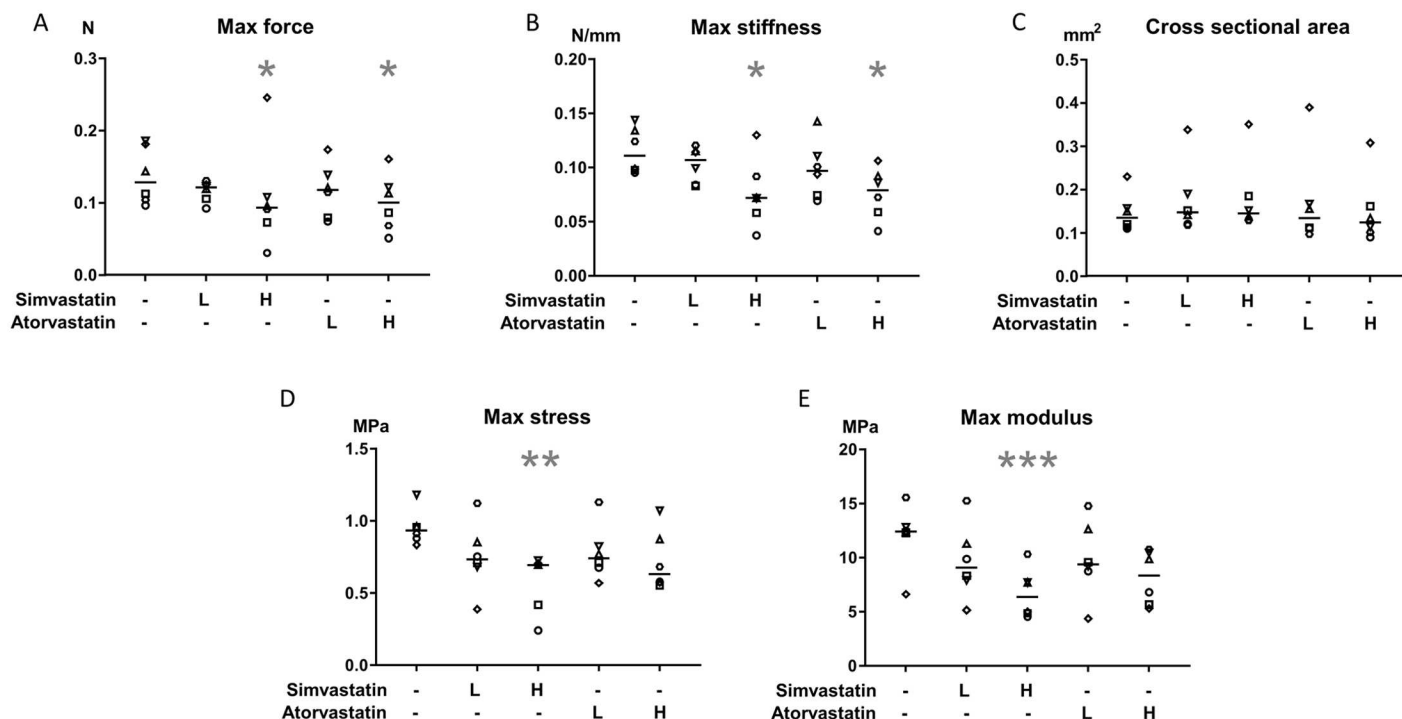 A N Max force
0.3
0.2
0.1
0.0
*
*
Simvastatin - L H - -
Atorvastatin - - - L H
B N/mm Max stiffness
0.20
0.15
0.10
0.05
0.00
*
*
Simvastatin - L H - -
Atorvastatin - - - L H
C mm² Cross sectional area
0.5
0.4
0.3
0.2
0.1
0.0
Simvastatin - L H - -
Atorvastatin - - - L H
D MPa Max stress
1.5
1.0
0.5
0.0
**
Simvastatin - L H - -
Atorvastatin - - - L H
E MPa Max modulus
20
15
10
5
0
***
Simvastatin - L H - -
Atorvastatin - - - L H